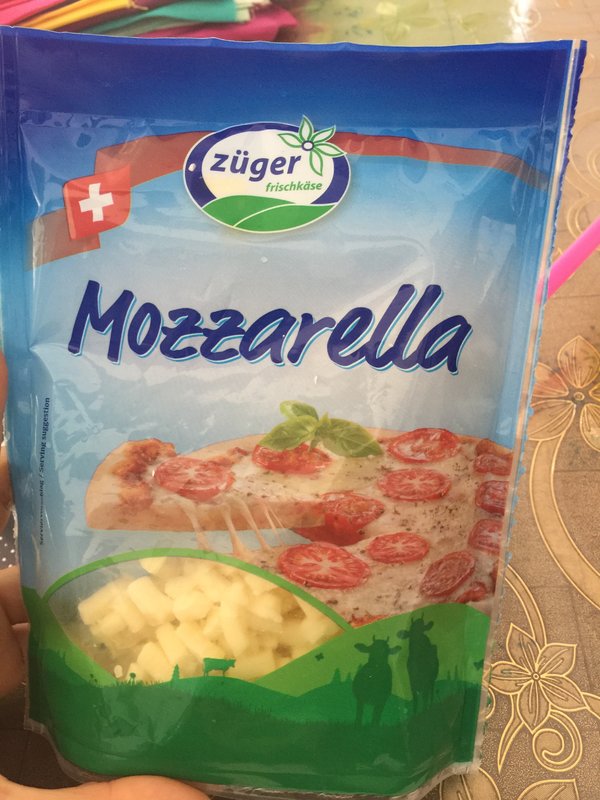 züger
frischkäse
Mozzarella
/ Serving suggestion